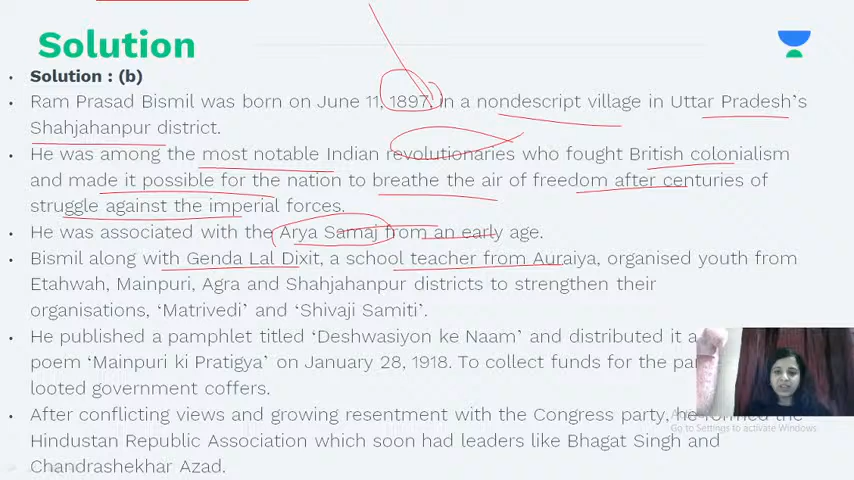 Solution
• Solution : (b)
• Ram Prasad Bismil was born on June 11, 1897, in a nondescript village in Uttar Pradesh's
Shahjahanpur district.
• He was among the most notable Indian revolutionaries who fought British colonialism
and made it possible for the nation to breathe the air of freedom after centuries of
struggle against the imperial forces.
• He was associated with the Arya Samaj from an early age.
• Bismil along with Genda Lal Dixit, a school teacher from Auraiya, organised youth from
Etahwah, Mainpuri, Agra and Shahjahanpur districts to strengthen their
organisations, 'Matrivedi' and 'Shivaji Samiti'.
• He published a pamphlet titled 'Deshwasiyon ke Naam' and distributed it a
poem 'Mainpuri ki Pratigya' on January 28, 1918. To collect funds for the
looted government coffers.
• After conflicting views and growing resentment with the Congress party, he formed the
Hindustan Republic Association which soon had leaders like Bhagat Singh and
Chandrashekhar Azad.
Go to Settings to activate Windows.